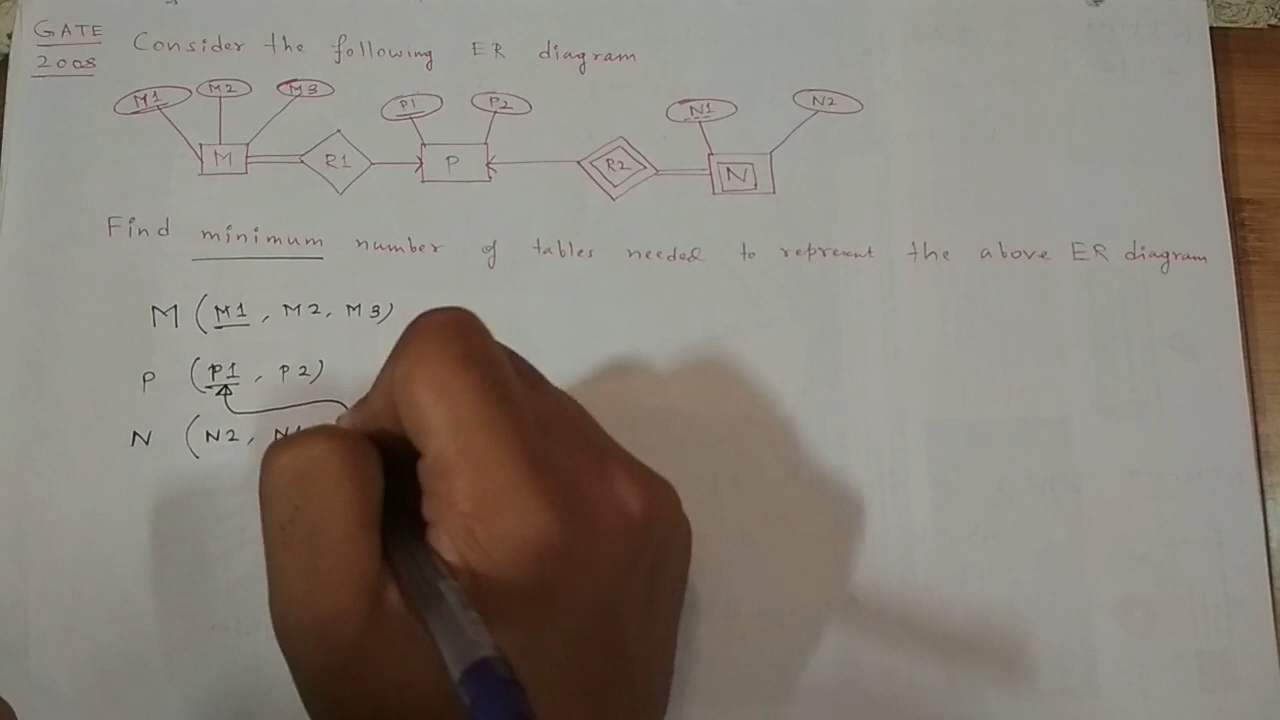 GATE
2008
Consider the following ER diagram
M1 M2 M3 P1 P2 N1 N2
M R1 P R2 N
Find minimum number of tables needed to represent the above ER diagram
M (M1, M2, M3)
P (P1, P2)
N (N2,